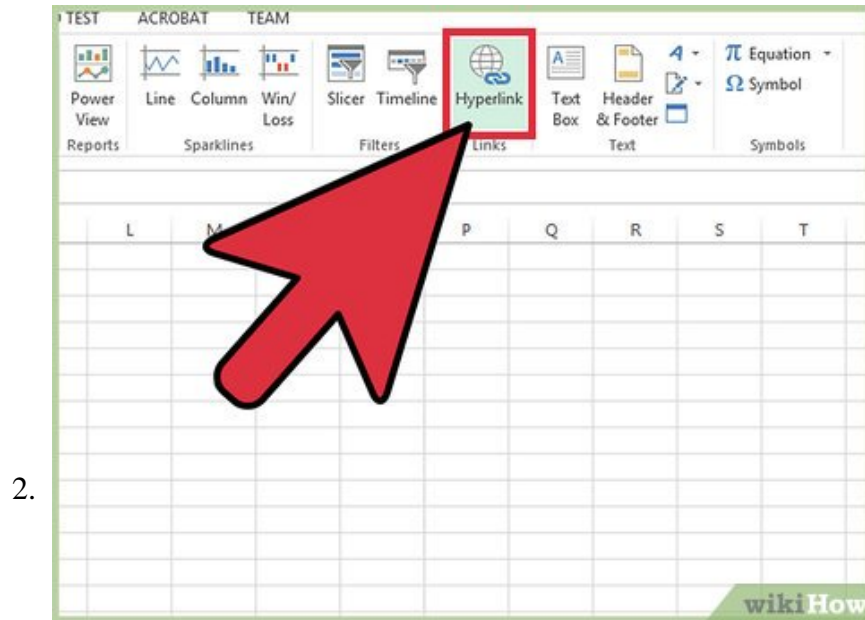 TEST ACROBAT TEAM
Power View
Line
Column
Win/ Loss
Slicer
Timeline
Hyperlink
Text Box
Header & Footer
A
π Equation
Ω Symbol
Reports
Sparklines
Filters
Links
Text
Symbols
L M P Q R S T
2.
wikiHow